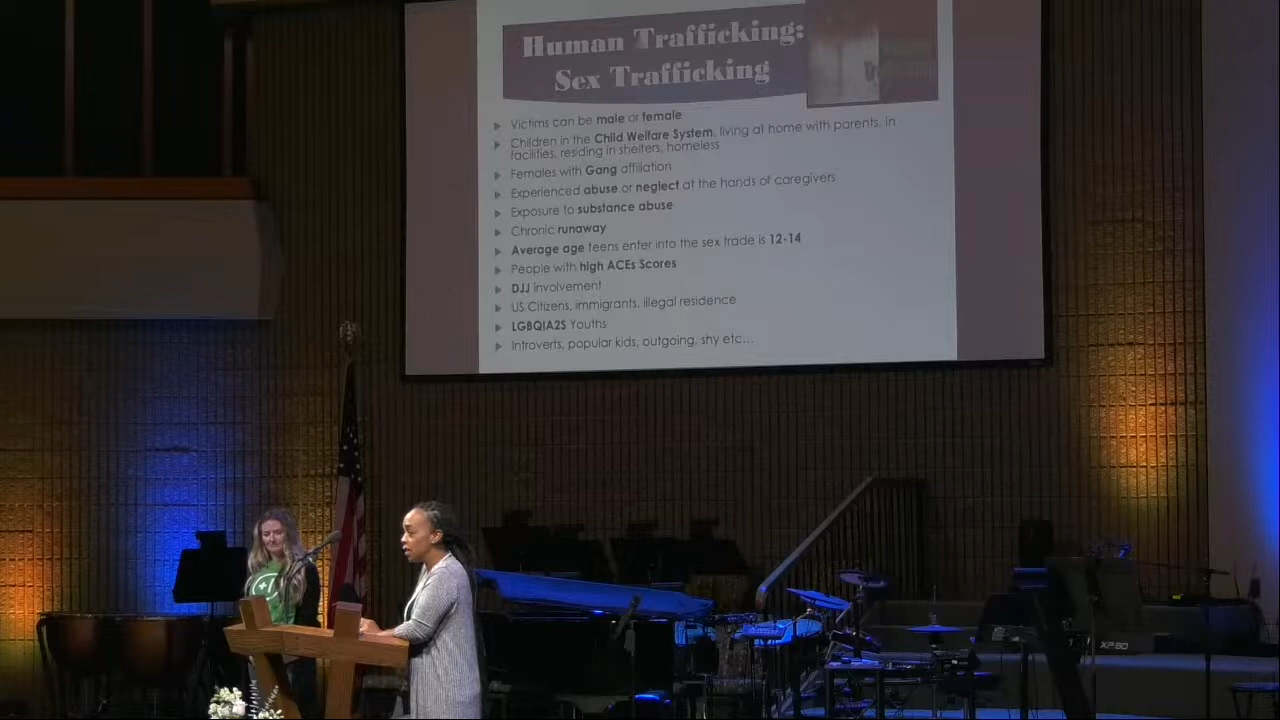 Human Trafficking:
Sex Trafficking
Victims can be male or female
Children in the Child Welfare System, living at home with parents, in
facilities, residing in shelters, homeless
Females with Gang affiliation
Experienced abuse or neglect at the hands of caregivers
Exposure to substance abuse
Chronic runaway
Average age teens enter into the sex trade is 12-14
People with high ACEs Scores
DJJ involvement
US Citizens, immigrants, illegal residence
LGBQIA2S Youths
Introverts, popular kids, outgoing, shy etc...
XP-80